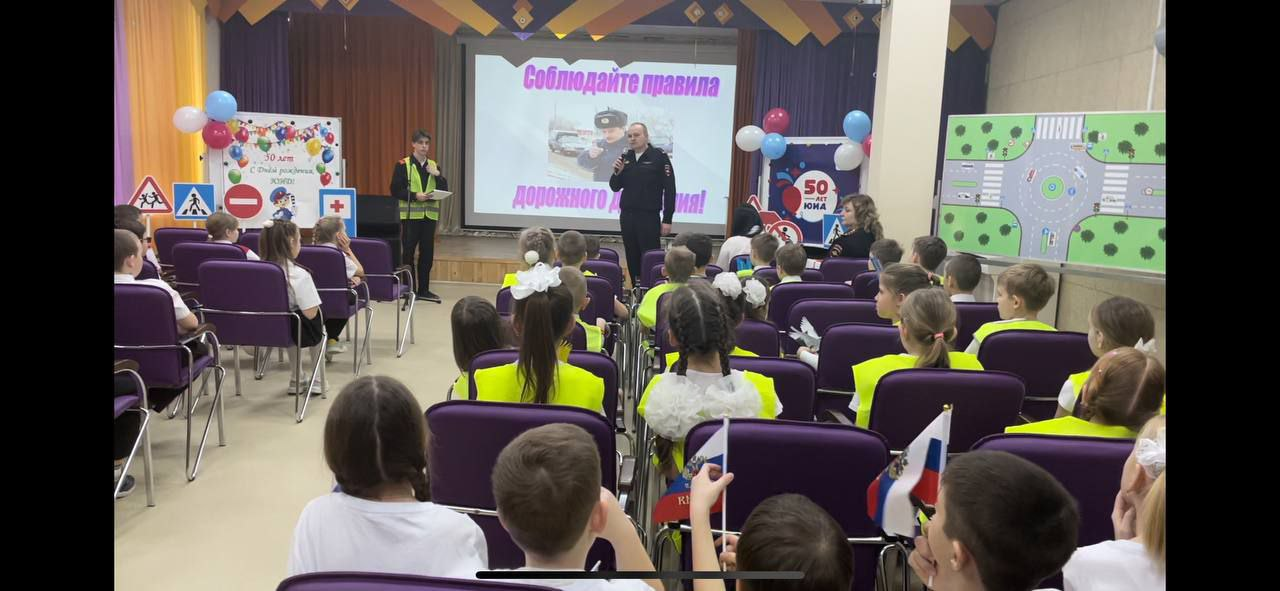 Соблюдайте правила
дорожного
50 лет
С Днём рождения,
ЮИД!
50
ЛЕТ
ЮИД